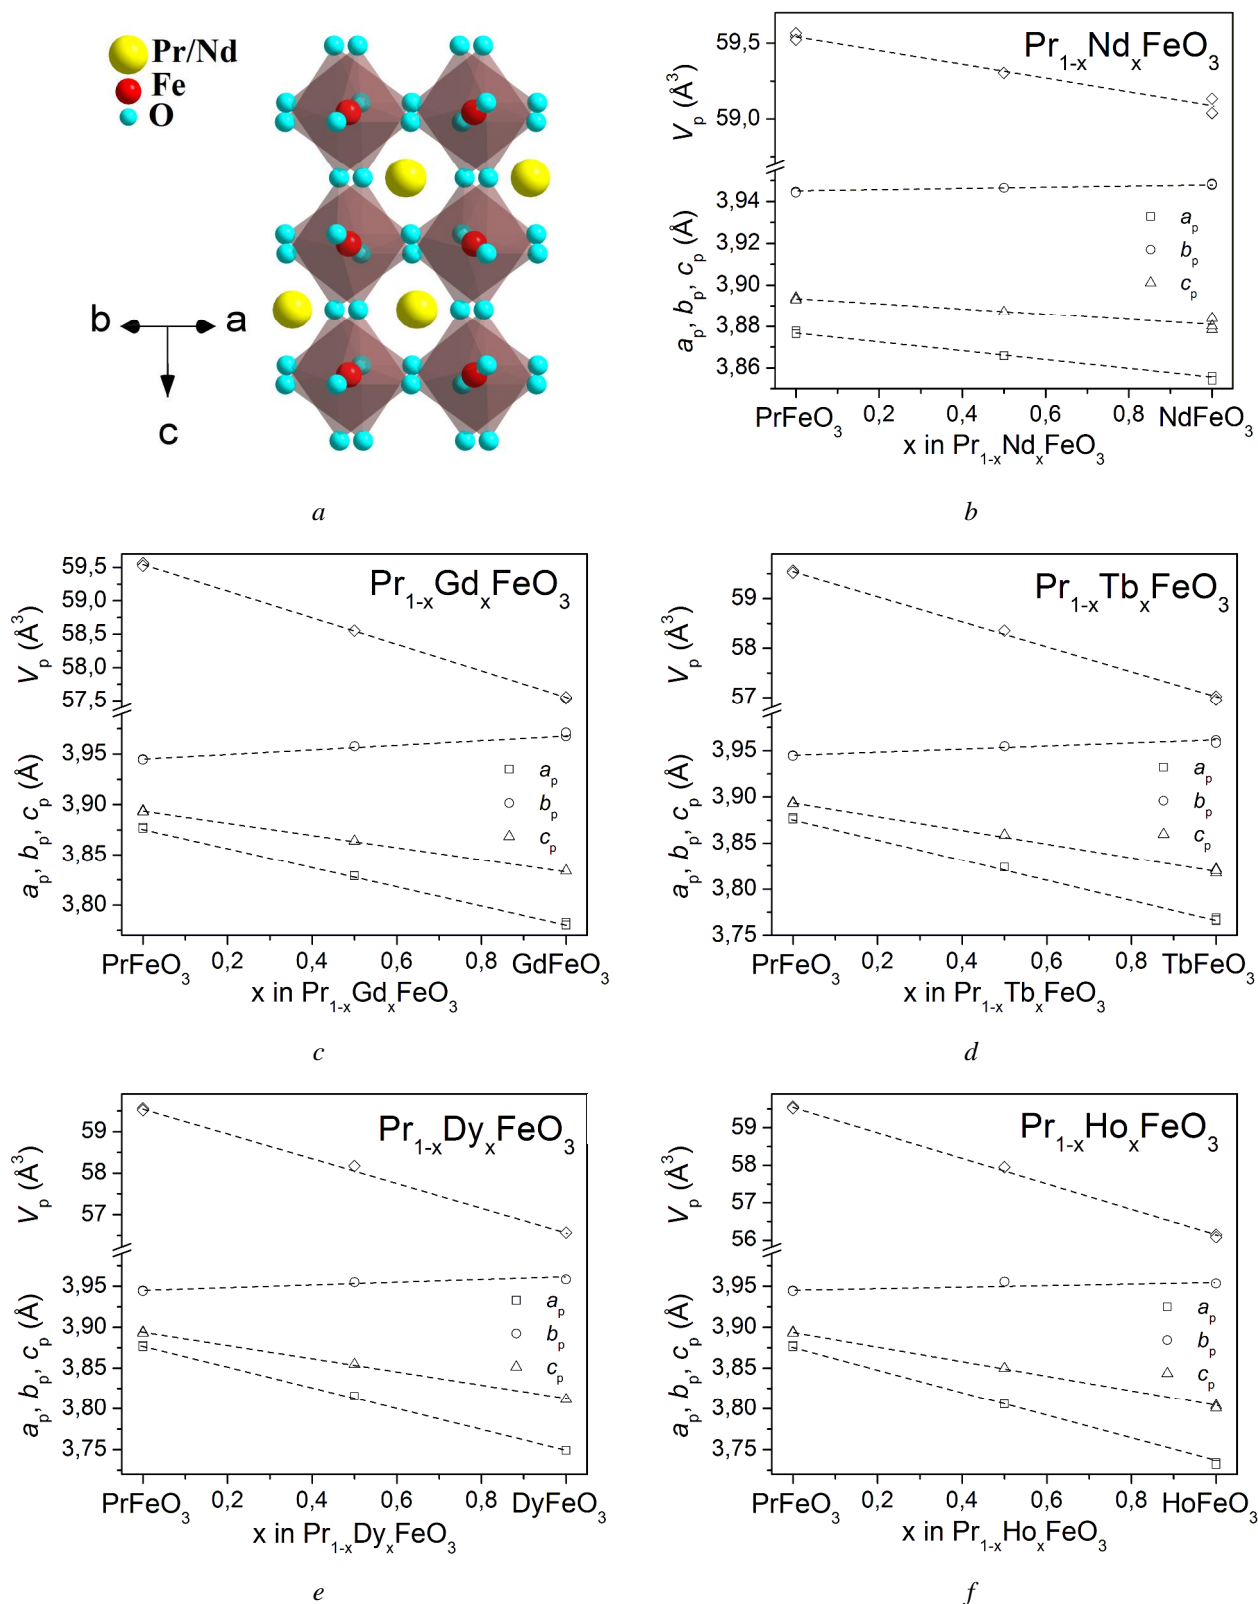 Pr/Nd
Fe
O
b
a
c
a
Pr₁₋ₓNdₓFeO₃
Vₚ (Å³)
59,5
59,0
aₚ, bₚ, cₚ (Å)
3,94
3,92
3,90
3,88
3,86
aₚ
bₚ
cₚ
PrFeO₃ 0,2 0,4 0,6 0,8 NdFeO₃
x in Pr₁₋ₓNdₓFeO₃
b
Pr₁₋ₓGdₓFeO₃
Vₚ (Å³)
59,5
59,0
58,5
58,0
57,5
aₚ, bₚ, cₚ (Å)
3,95
3,90
3,85
3,80
aₚ
bₚ
cₚ
PrFeO₃ 0,2 0,4 0,6 0,8 GdFeO₃
x in Pr₁₋ₓGdₓFeO₃
c
Pr₁₋ₓTbₓFeO₃
Vₚ (Å³)
59
58
57
aₚ, bₚ, cₚ (Å)
3,95
3,90
3,85
3,80
3,75
aₚ
bₚ
cₚ
PrFeO₃ 0,2 0,4 0,6 0,8 TbFeO₃
x in Pr₁₋ₓTbₓFeO₃
d
Pr₁₋ₓDyₓFeO₃
Vₚ (Å³)
59
58
57
aₚ, bₚ, cₚ (Å)
3,95
3,90
3,85
3,80
3,75
aₚ
bₚ
cₚ
PrFeO₃ 0,2 0,4 0,6 0,8 DyFeO₃
x in Pr₁₋ₓDyₓFeO₃
e
Pr₁₋ₓHoₓFeO₃
Vₚ (Å³)
59
58
57
56
aₚ, bₚ, cₚ (Å)
3,95
3,90
3,85
3,80
3,75
aₚ
bₚ
cₚ
PrFeO₃ 0,2 0,4 0,6 0,8 HoFeO₃
x in Pr₁₋ₓHoₓFeO₃
f